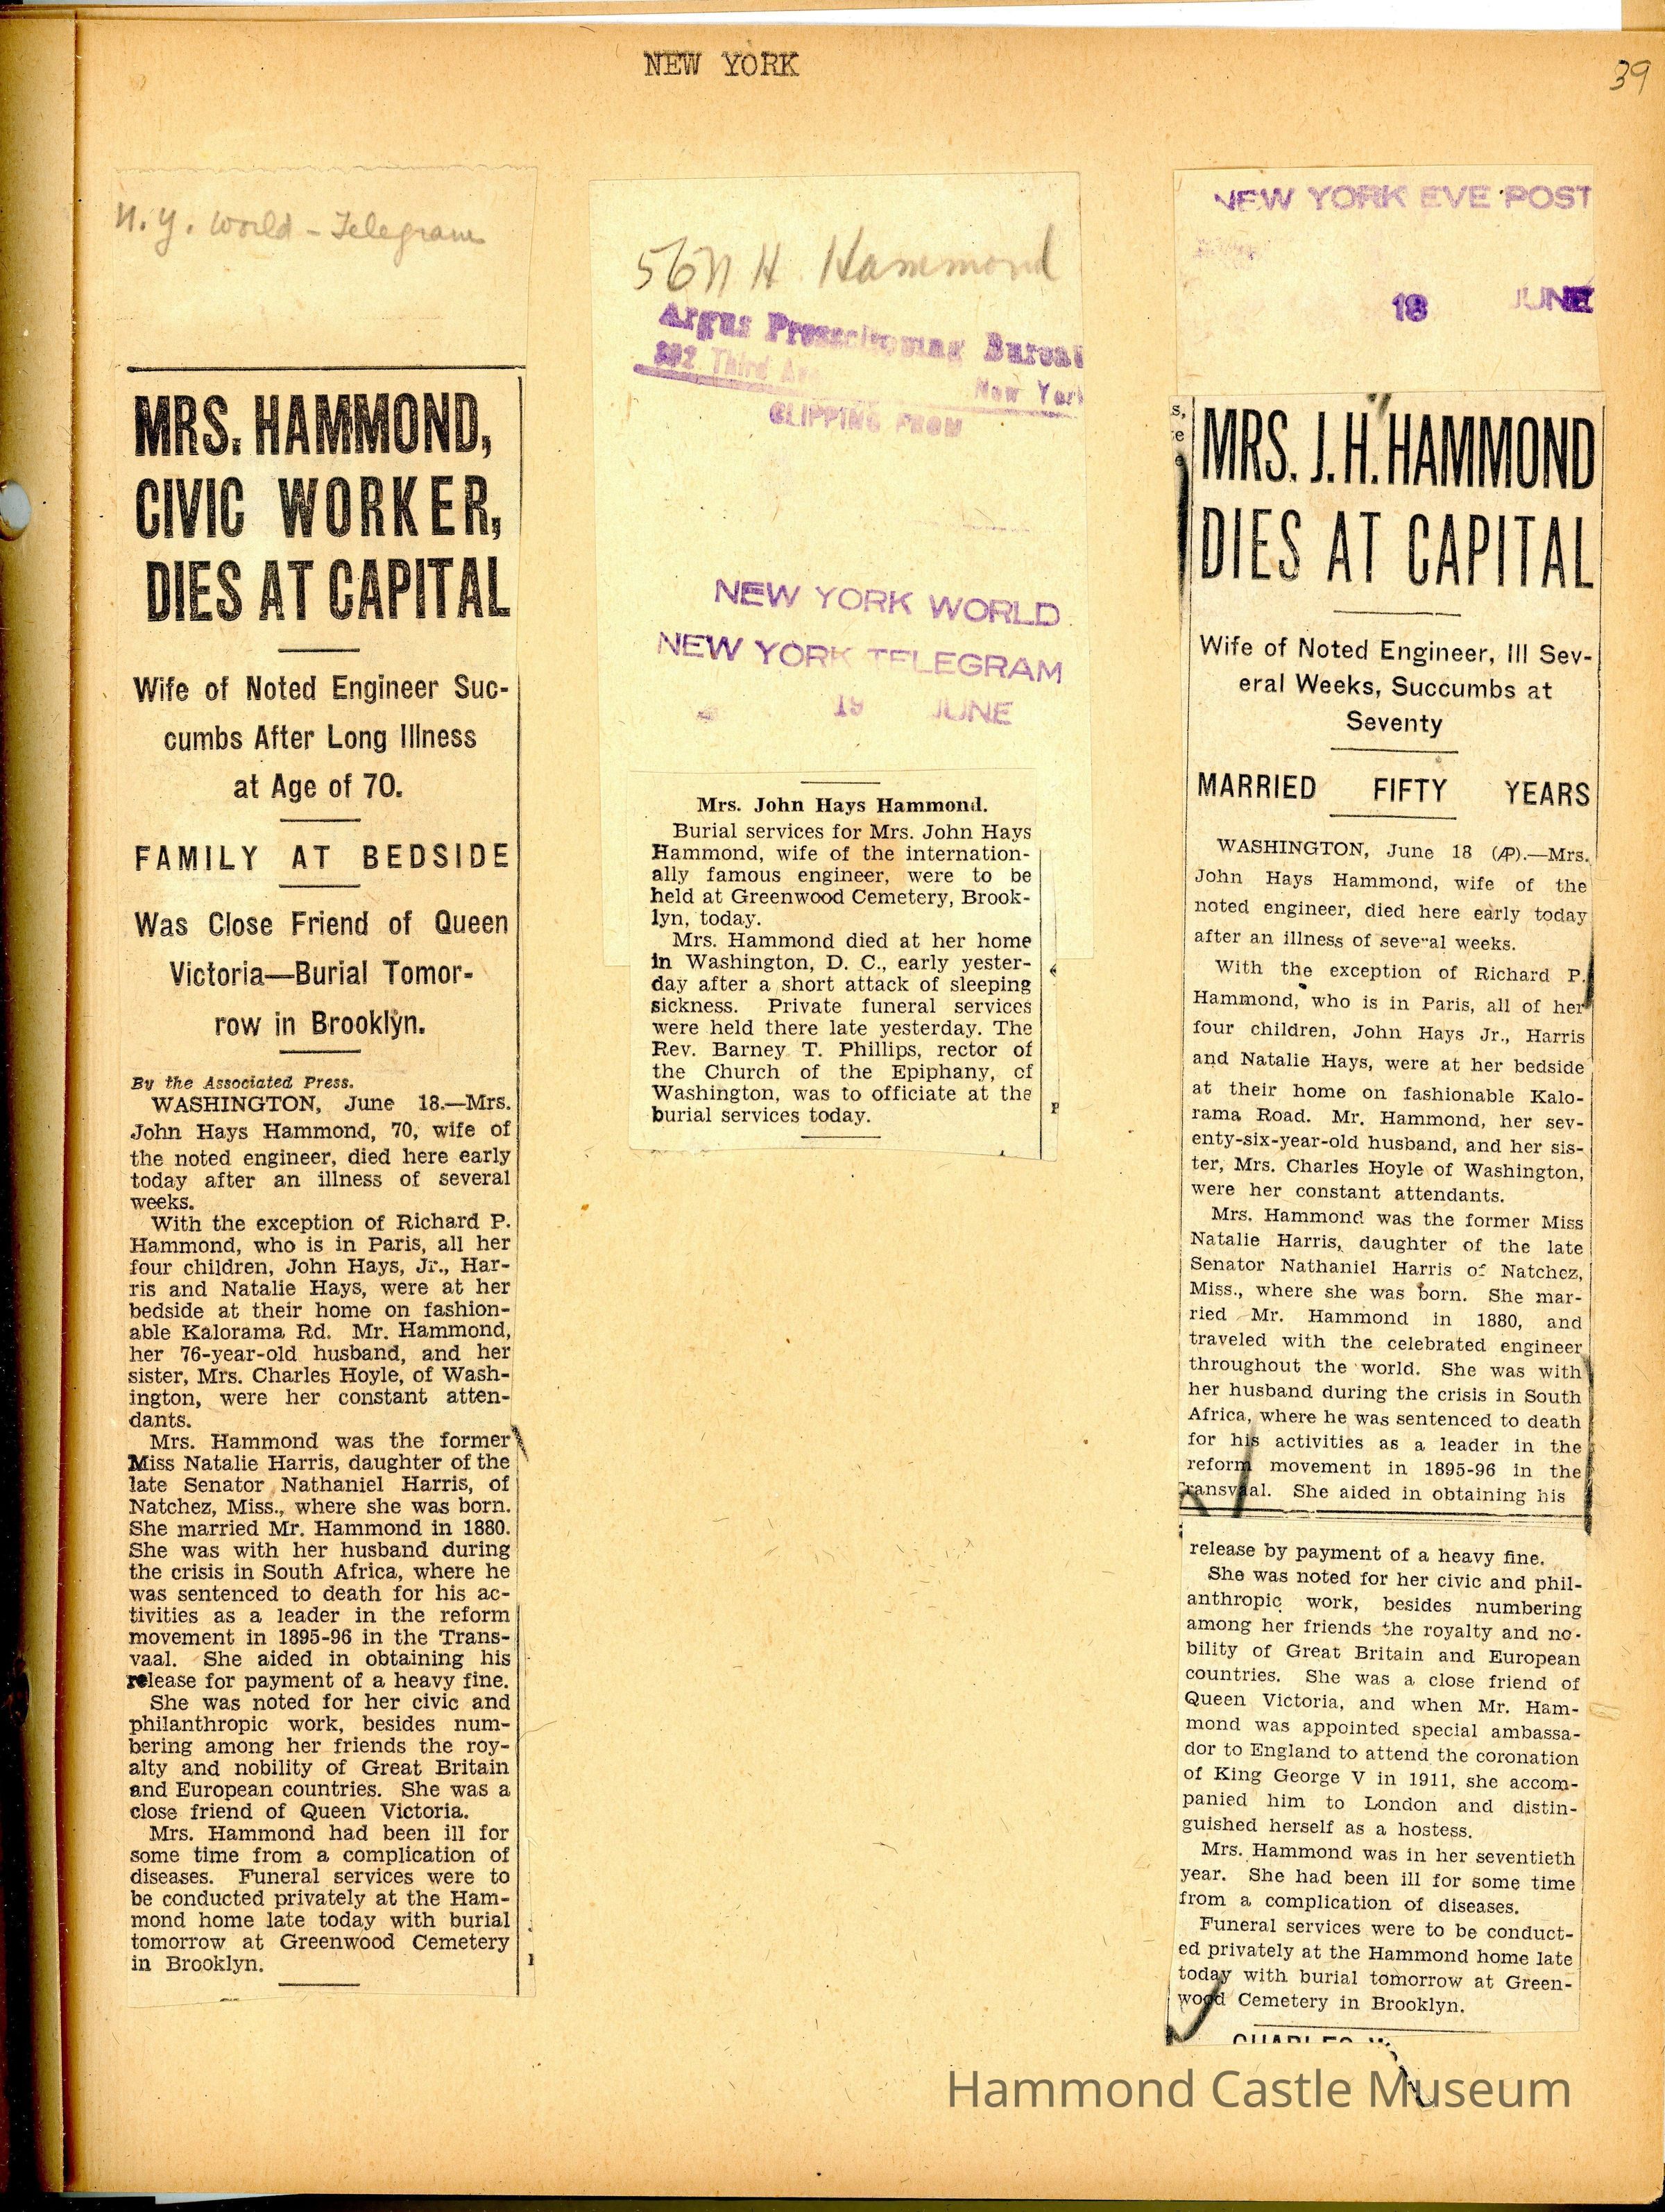 NEW YORK
39
N. Y. World - Telegram
MRS. HAMMOND,
CIVIC WORKER,
DIES AT CAPITAL
Wife of Noted Engineer Suc-
cumbs After Long Illness
at Age of 70.
FAMILY AT BEDSIDE
Was Close Friend of Queen
Victoria—Burial Tomor-
row in Brooklyn.
By the Associated Press.
WASHINGTON, June 18.—Mrs.
John Hays Hammond, 70, wife of
the noted engineer, died here early
today after an illness of several
weeks.
With the exception of Richard P.
Hammond, who is in Paris, all her
four children, John Hays, Jr., Har-
ris and Natalie Hays, were at her
bedside at their home on fashion-
able Kalorama Rd. Mr. Hammond,
her 76-year-old husband, and her
sister, Mrs. Charles Hoyle, of Wash-
ington, were her constant atten-
dants.
Mrs. Hammond was the former
Miss Natalie Harris, daughter of the
late Senator Nathaniel Harris, of
Natchez, Miss., where she was born.
She married Mr. Hammond in 1880.
She was with her husband during
the crisis in South Africa, where he
was sentenced to death for his ac-
tivities as a leader in the reform
movement in 1895-96 in the Trans-
vaal. She aided in obtaining his
release for payment of a heavy fine.
She was noted for her civic and
philanthropic work, besides num-
bering among her friends the roy-
alty and nobility of Great Britain
and European countries. She was a
close friend of Queen Victoria.
Mrs. Hammond had been ill for
some time from a complication of
diseases. Funeral services were to
be conducted privately at the Ham-
mond home late today with burial
tomorrow at Greenwood Cemetery
in Brooklyn.
H Hammond
Argus Pressclipping Bureau
Third Ave
New York
CLIPPING FROM
NEW YORK WORLD
NEW YORK TELEGRAM
19 JUNE
Mrs. John Hays Hammond.
Burial services for Mrs. John Hays
Hammond, wife of the internation-
ally famous engineer, were to be
held at Greenwood Cemetery, Brook-
lyn, today.
Mrs. Hammond died at her home
in Washington, D. C., early yester-
day after a short attack of sleeping
sickness. Private funeral services
were held there late yesterday. The
Rev. Barney T. Phillips, rector of
the Church of the Epiphany, of
Washington, was to officiate at the
burial services today.
NEW YORK EVE POST
18 JUNE
MRS. J. H. HAMMOND
DIES AT CAPITAL
Wife of Noted Engineer, Ill Sev-
eral Weeks, Succumbs at
Seventy
MARRIED FIFTY YEARS
WASHINGTON, June 18 (AP).—Mrs.
John Hays Hammond, wife of the
noted engineer, died here early today
after an illness of several weeks.
With the exception of Richard P.
Hammond, who is in Paris, all of her
four children, John Hays Jr., Harris
and Natalie Hays, were at her bedside
at their home on fashionable Kalo-
rama Road. Mr. Hammond, her sev-
enty-six-year-old husband, and her sis-
ter, Mrs. Charles Hoyle of Washington,
were her constant attendants.
Mrs. Hammond was the former Miss
Natalie Harris, daughter of the late
Senator Nathaniel Harris of Natchez,
Miss., where she was born. She mar-
ried Mr. Hammond in 1880, and
traveled with the celebrated engineer
throughout the world. She was with
her husband during the crisis in South
Africa, where he was sentenced to death
for his activities as a leader in the
reform movement in 1895-96 in the
Transvaal. She aided in obtaining his
release by payment of a heavy fine.
She was noted for her civic and phil-
anthropic work, besides numbering
among her friends the royalty and no-
bility of Great Britain and European
countries. She was a close friend of
Queen Victoria, and when Mr. Ham-
mond was appointed special ambassa-
dor to England to attend the coronation
of King George V in 1911, she accom-
panied him to London and distin-
guished herself as a hostess.
Mrs. Hammond was in her seventieth
year. She had been ill for some time
from a complication of diseases.
Funeral services were to be conduct-
ed privately at the Hammond home late
today with burial tomorrow at Green-
wood Cemetery in Brooklyn.
Hammond Castle Museum